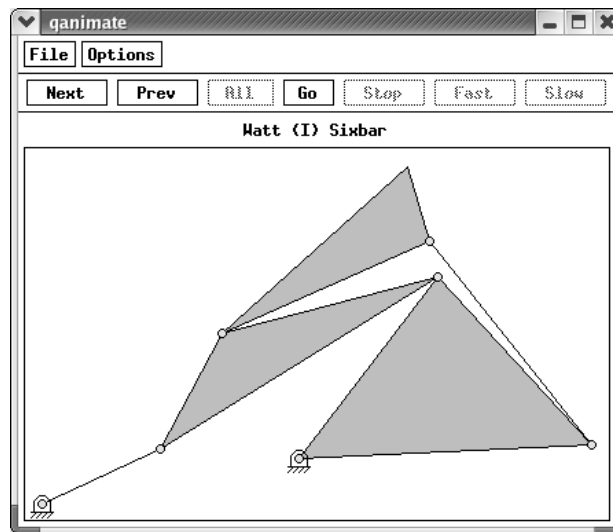 qanimate
File Options
Next Prev All Go Stop Fast Slow
Watt (I) Sixbar